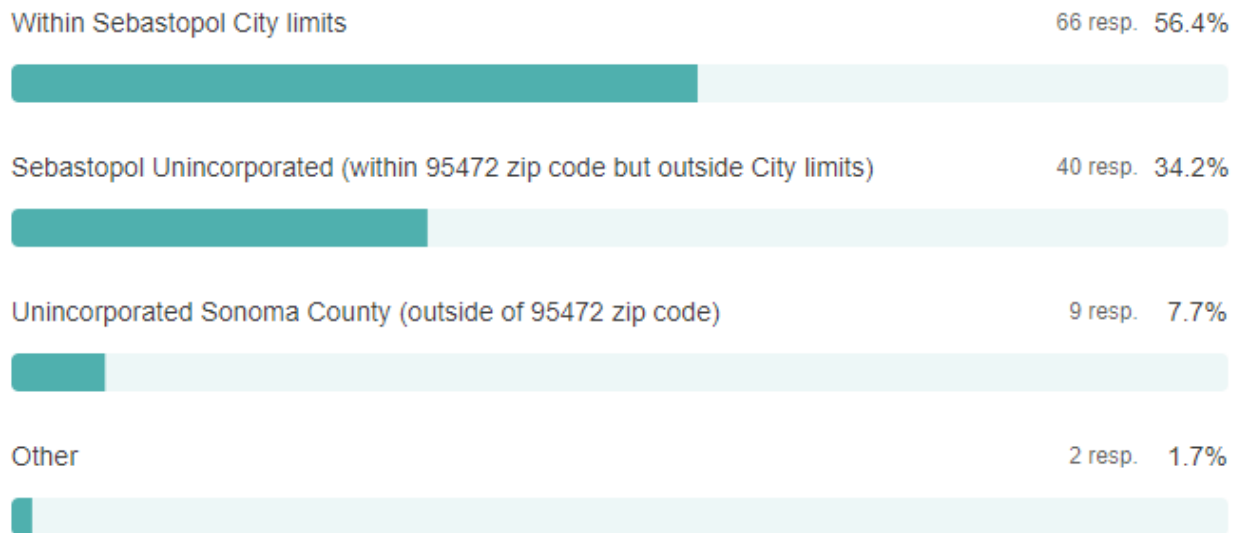 Within Sebastopol City limits 66 resp. 56.4%
Sebastopol Unincorporated (within 95472 zip code but outside City limits) 40 resp. 34.2%
Unincorporated Sonoma County (outside of 95472 zip code) 9 resp. 7.7%
Other 2 resp. 1.7%